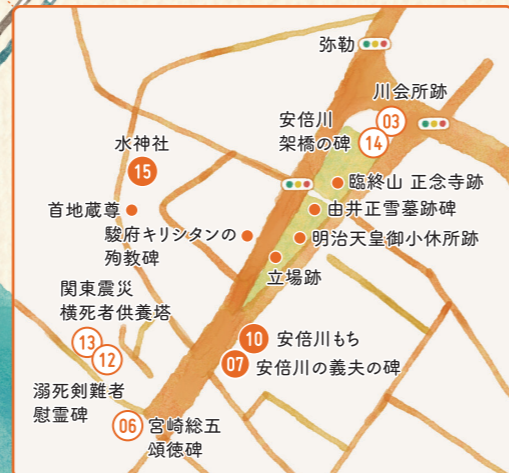 弥勒
川会所跡
03
安倍川
架橋の碑
14
水神社
15
臨終山 正念寺跡
首地蔵尊
由井正雪墓跡碑
駿府キリシタンの
殉教碑
明治天皇御小休所跡
立場跡
関東震災
横死者供養塔
13
12
10 安倍川もち
07 安倍川の義夫の碑
溺死剣難者
慰霊碑
06 宮崎総五
頌徳碑